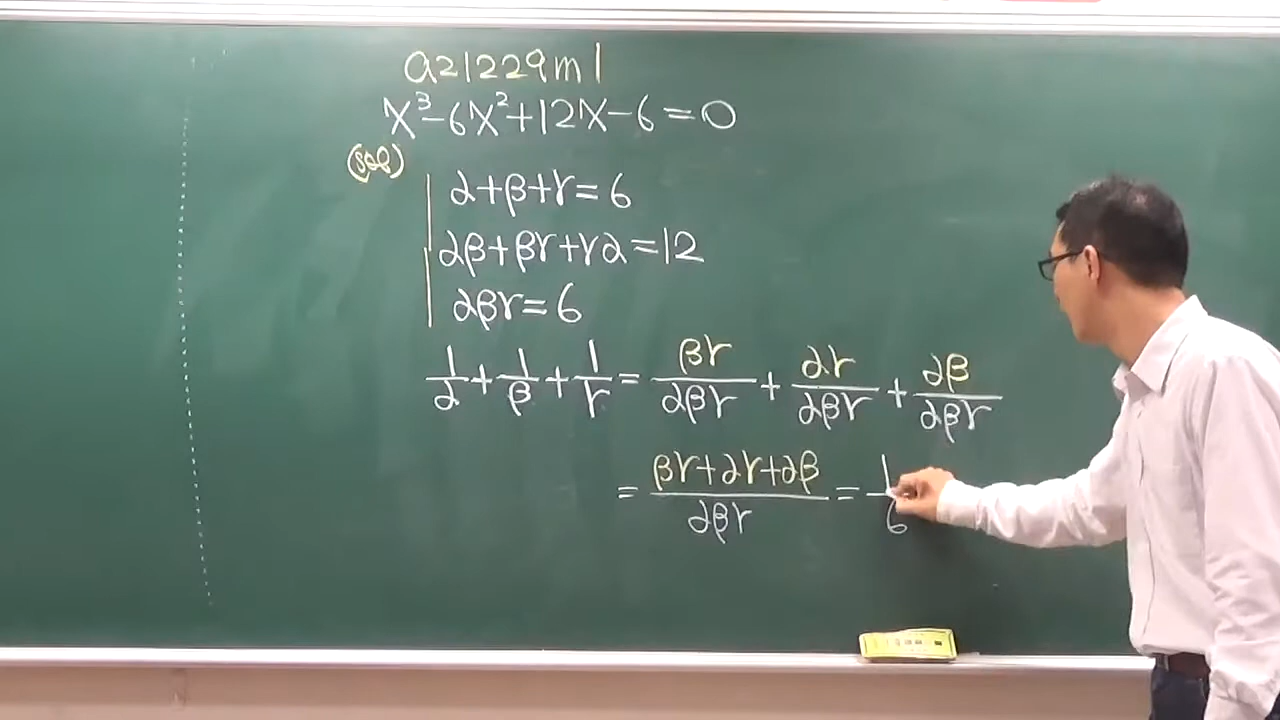 a21229m1
x³-6x²+12x-6=0
(sol)
α+β+γ=6
αβ+βγ+γα=12
αβγ=6
1/α+1/β+1/γ=βγ/αβγ+αγ/αβγ+αβ/αβγ
=βγ+αγ+αβ/αβγ=1/6